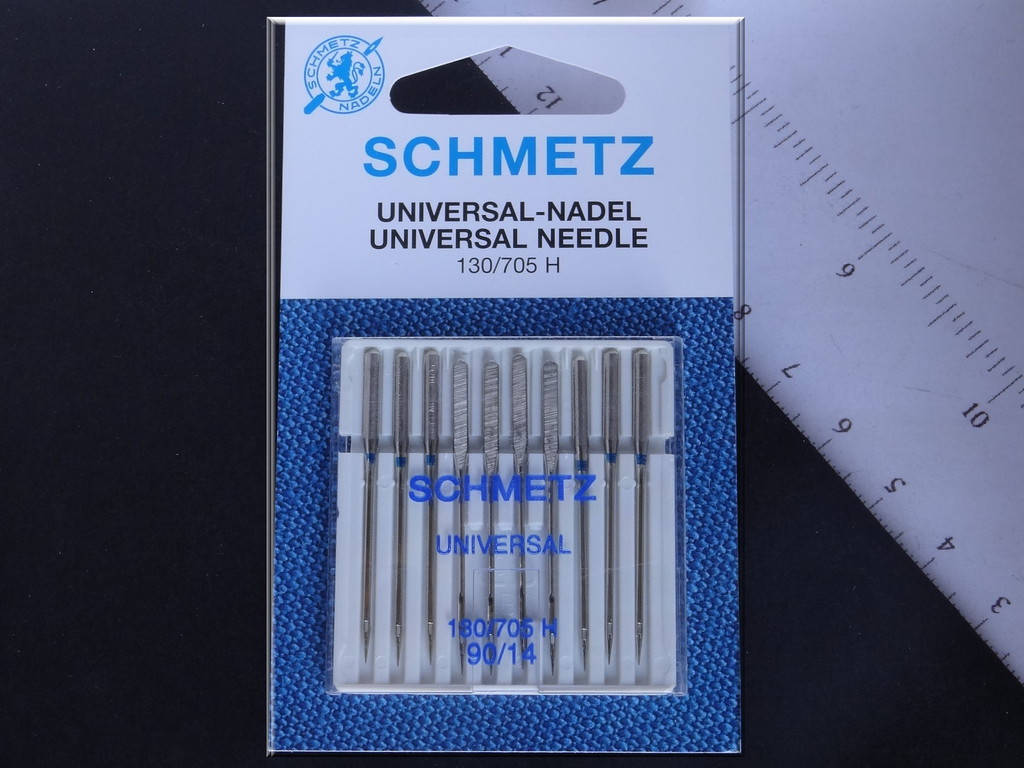 SCHMETZ
NADELN
SCHMETZ
UNIVERSAL-NADEL
UNIVERSAL NEEDLE
130/705 H
SCHMETZ
UNIVERSAL
130/705 H
90/14
12
1
9
8
7
10
6
5
4
3